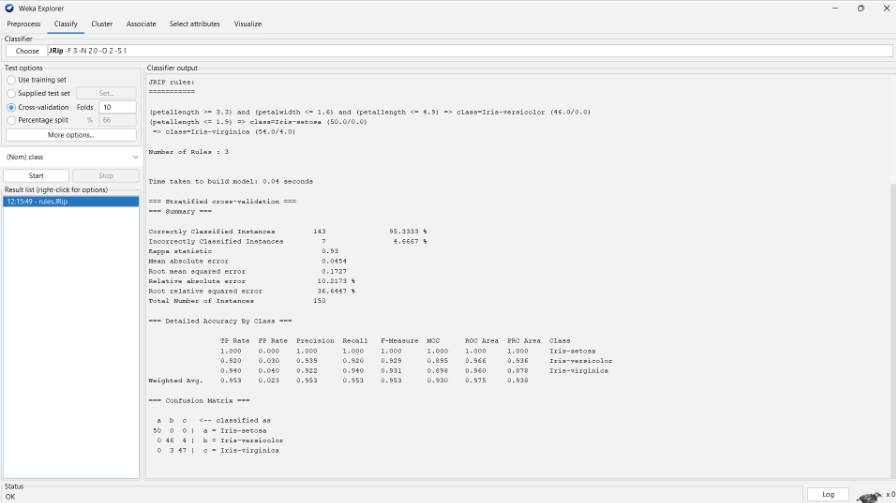 Weka Explorer
Preprocess Classify Cluster Associate Select attributes Visualize
Classifier
Choose JRip -F 3 -N 2.0 -O 2 -S 1
Test options
Use training set
Supplied test set Set...
Cross-validation Folds 10
Percentage split % 66
More options...
(Nom) class
Start Stop
Result list (right-click for options)
12:15:49 - rules.JRip
Classifier output
JRIP rules:
===========
(petallength >= 3.3) and (petalwidth <= 1.6) and (petallength <= 4.9) => class=Iris-versicolor (46.0/0.0)
(petallength <= 1.9) => class=Iris-setosa (50.0/0.0)
=> class=Iris-virginica (54.0/4.0)
Number of Rules : 3
Time taken to build model: 0.04 seconds
=== Stratified cross-validation ===
=== Summary ===
Correctly Classified Instances 143 95.3333 %
Incorrectly Classified Instances 7 4.6667 %
Kappa statistic 0.93
Mean absolute error 0.0454
Root mean squared error 0.1727
Relative absolute error 10.2173 %
Root relative squared error 36.6447 %
Total Number of Instances 150
=== Detailed Accuracy By Class ===
TP Rate FP Rate Precision Recall F-Measure MCC ROC Area PRC Area Class
1.000 0.000 1.000 1.000 1.000 1.000 1.000 1.000 Iris-setosa
0.920 0.030 0.939 0.920 0.929 0.895 0.966 0.936 Iris-versicolor
0.940 0.040 0.922 0.940 0.931 0.896 0.960 0.878 Iris-virginica
Weighted Avg. 0.953 0.023 0.953 0.953 0.953 0.930 0.975 0.938
=== Confusion Matrix ===
a b c <-- classified as
50 0 0 | a = Iris-setosa
0 46 4 | b = Iris-versicolor
0 3 47 | c = Iris-virginica
Status
OK
Log x 0